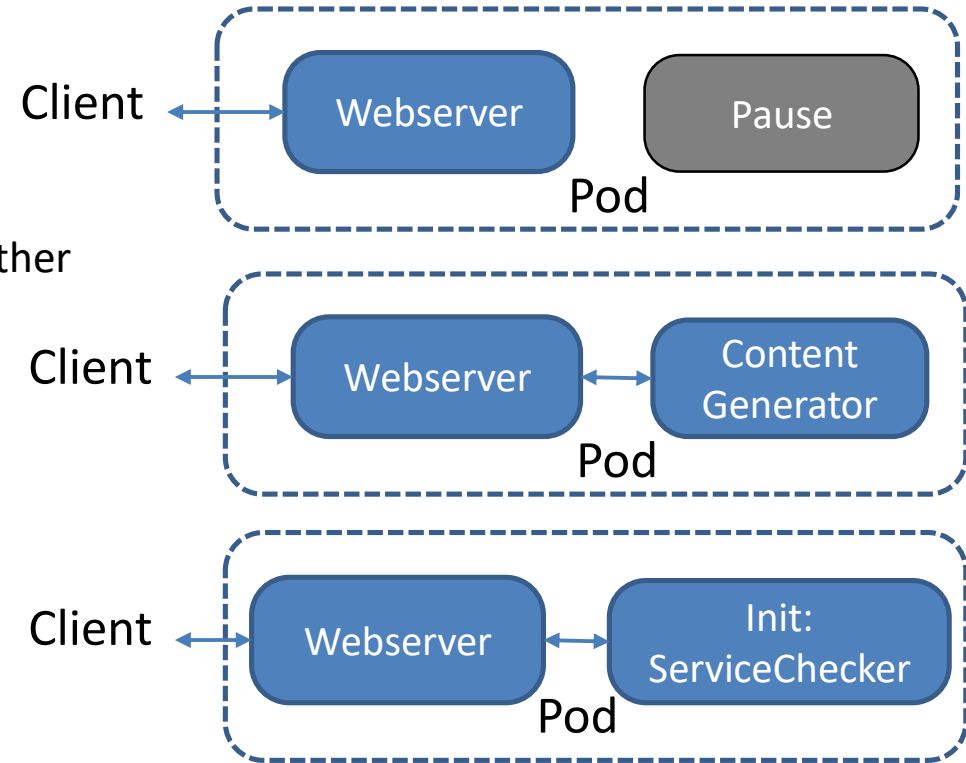 Client
Webserver
Pause
Pod
ther
Client
Webserver
Content
Generator
Pod
Client
Webserver
Init:
ServiceChecker
Pod